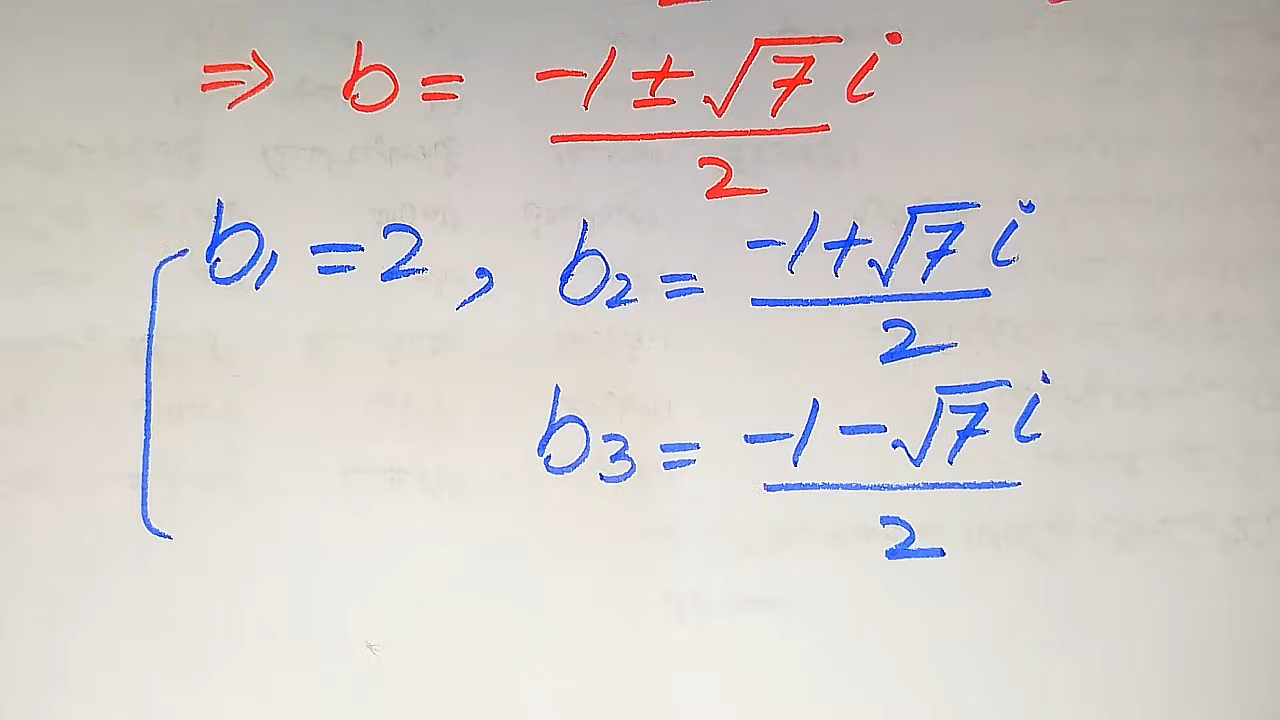 ⇒ b = (-1 ± √7 i)/2
b₁ = 2 , b₂ = (-1 + √7 i)/2
b₃ = (-1 - √7 i)/2